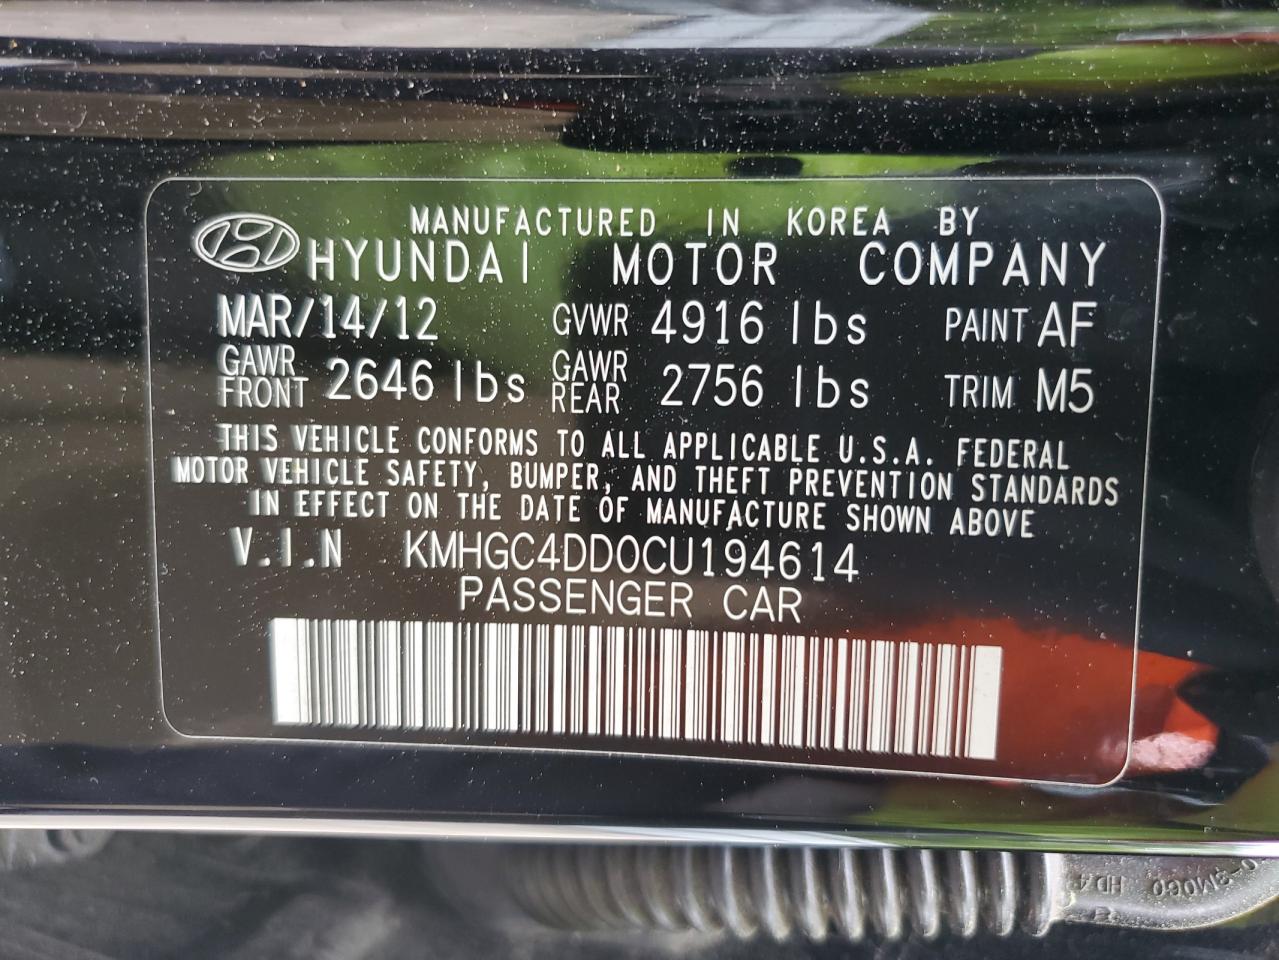 MANUFACTURED IN KOREA BY
HYUNDAI MOTOR COMPANY
MAR/14/12 GVWR 4916 lbs PAINT AF
GAWR FRONT 2646 lbs GAWR REAR 2756 lbs TRIM M5
THIS VEHICLE CONFORMS TO ALL APPLICABLE U.S.A. FEDERAL
MOTOR VEHICLE SAFETY, BUMPER, AND THEFT PREVENTION STANDARDS
IN EFFECT ON THE DATE OF MANUFACTURE SHOWN ABOVE
V.I.N KMHGC4DD0CU194614
PASSENGER CAR